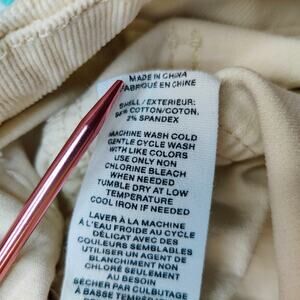 MADE IN CHINA
FABRIQUÉ EN CHINE
SHELL / EXTERIEUR:
98% COTTON/COTON,
2% SPANDEX
MACHINE WASH COLD
GENTLE CYCLE WASH
WITH LIKE COLORS
USE ONLY NON
CHLORINE BLEACH
WHEN NEEDED
TUMBLE DRY AT LOW
TEMPERATURE
COOL IRON IF NEEDED
LAVER À LA MACHINE
À L'EAU FROIDE AU CYCLE
DÉLICAT AVEC DES
COULEURS SEMBLABLES
UTILISER UN AGENT DE
BLANCHIMENT NON
CHLORÉ SEULEMENT
AU BESOIN
SÉCHER PAR CULBUTAGE
À BASSE TEMPÉRATURE